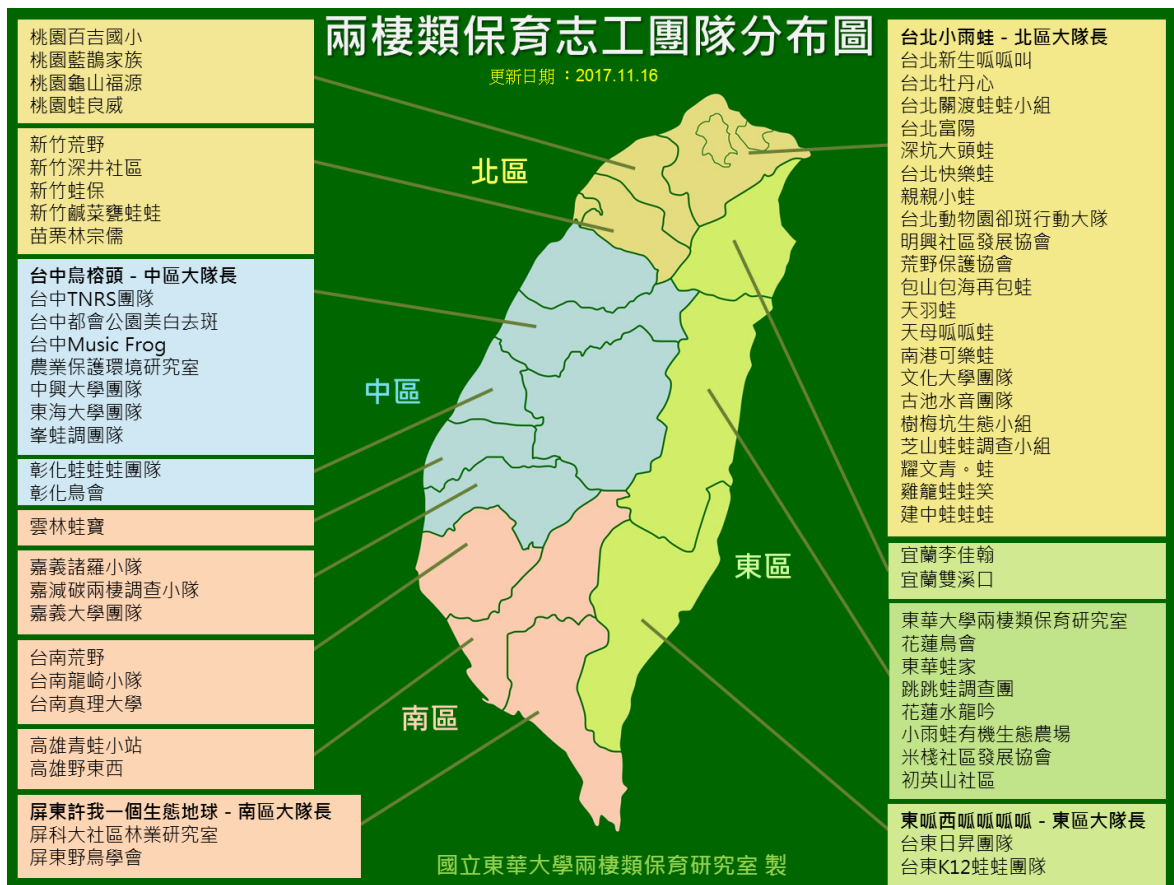 兩棲類保育志工團隊分布圖
更新日期 ：2017.11.16
桃園百吉國小
桃園藍鵲家族
桃園龜山福源
桃園蛙良威
新竹荒野
新竹深井社區
新竹蛙保
新竹鹹菜甕蛙蛙
苗栗林宗儒
台中鳥榕頭 - 中區大隊長
台中TNRS團隊
台中都會公園美白去斑
台中Music Frog
農業保護環境研究室
中興大學團隊
東海大學團隊
峯蛙調團隊
彰化蛙蛙蛙團隊
彰化鳥會
雲林蛙寶
嘉義諸羅小隊
嘉減碳兩棲調查小隊
嘉義大學團隊
台南荒野
台南龍崎小隊
台南真理大學
高雄青蛙小站
高雄野東西
屏東許我一個生態地球 - 南區大隊長
屏科大社區林業研究室
屏東野鳥學會
北區
中區
東區
南區
台北小雨蛙 - 北區大隊長
台北新生呱呱叫
台北牡丹心
台北關渡蛙蛙小組
台北富陽
深坑大頭蛙
台北快樂蛙
親親小蛙
台北動物園卻斑行動大隊
明興社區發展協會
荒野保護協會
包山包海再包蛙
天羽蛙
天母呱呱蛙
南港可樂蛙
文化大學團隊
古池水音團隊
樹梅坑生態小組
芝山蛙蛙調查小組
耀文青。蛙
雞籠蛙蛙笑
建中蛙蛙蛙
宜蘭李佳翰
宜蘭雙溪口
東華大學兩棲類保育研究室
花蓮鳥會
東華蛙家
跳跳蛙調查團
花蓮水龍吟
小雨蛙有機生態農場
米棧社區發展協會
初英山社區
東呱西呱呱呱呱 - 東區大隊長
台東日昇團隊
台東K12蛙蛙團隊
國立東華大學兩棲類保育研究室 製